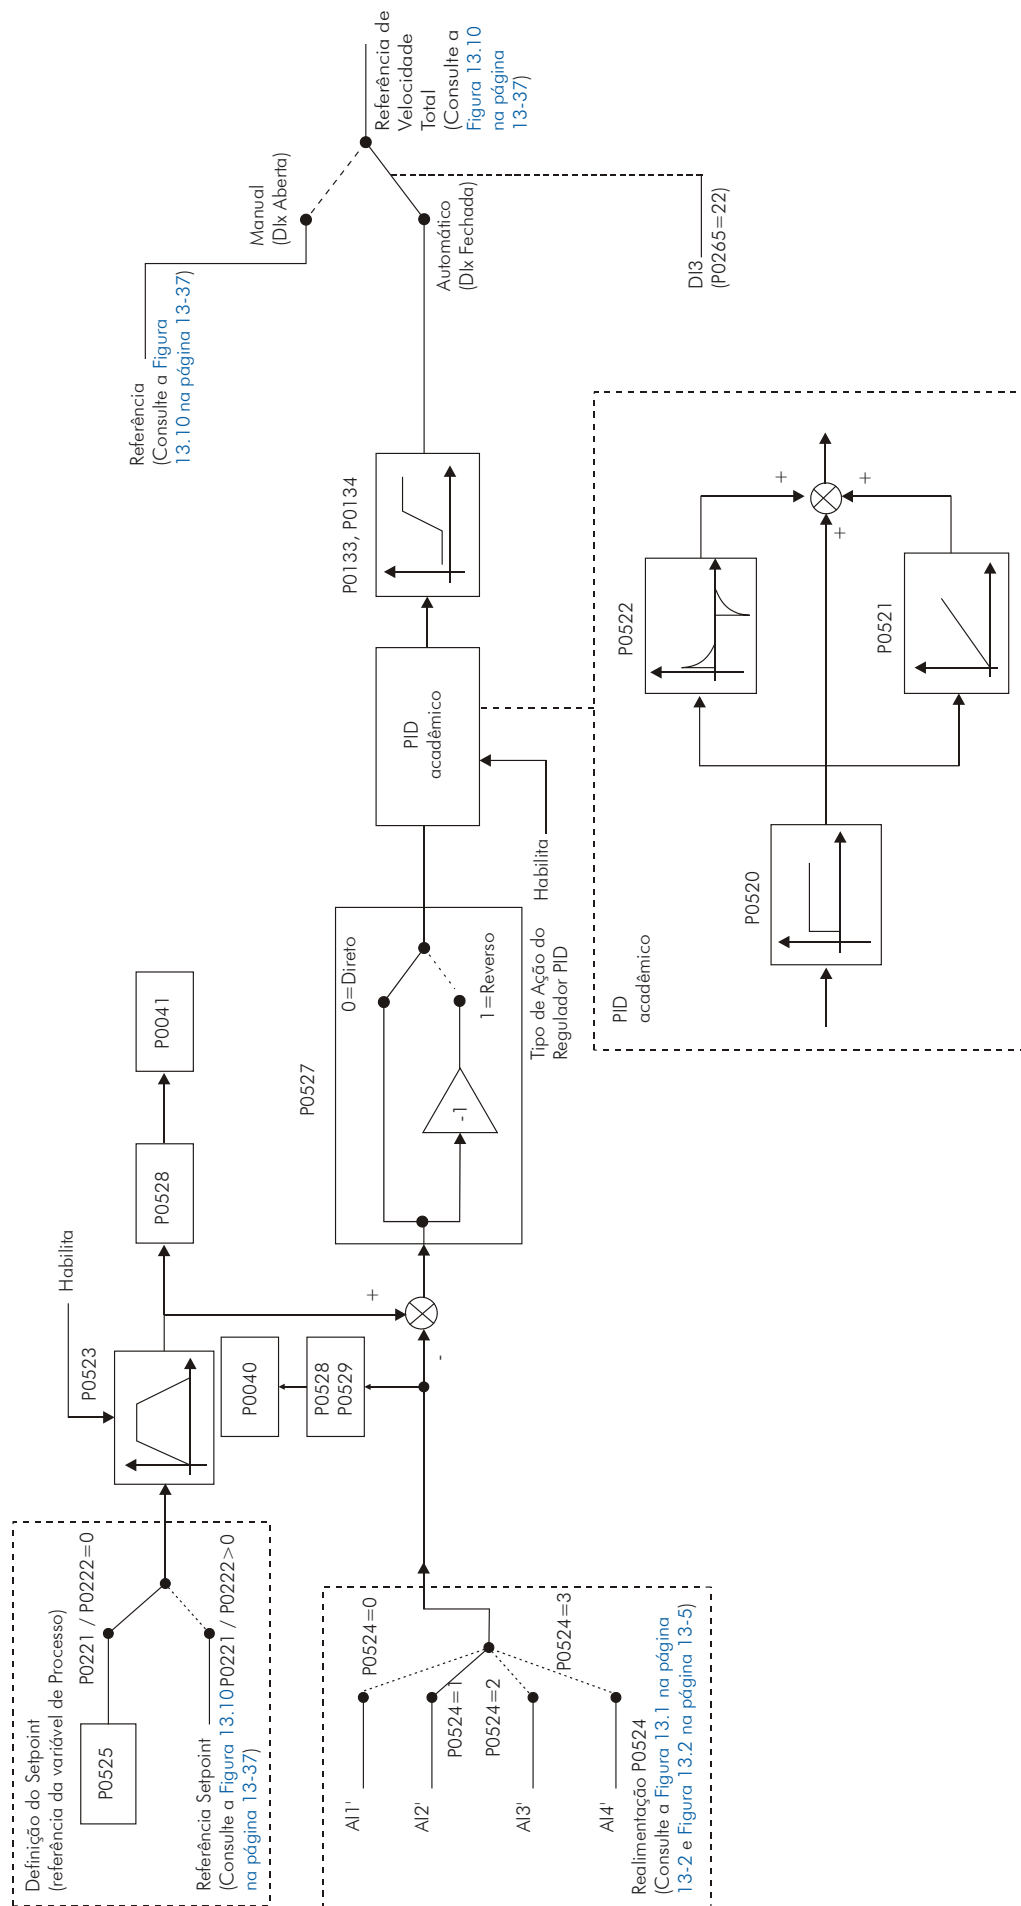 Definição do Setpoint
(referência da variável de Processo)
P0525
P0221 / P0222=0
Referência Setpoint
(Consulte a Figura 13.10
na página 13-37)
P0221 / P0222>0
Habilita
P0523
P0528
P0041
P0040
P0528
P0529
+
-
AI1'
AI2'
AI3'
AI4'
P0524=0
P0524=1
P0524=2
P0524=3
Realimentação P0524
(Consulte a Figura 13.1 na página
13-2 e Figura 13.2 na página 13-5)
P0527
0=Direto
-1
1=Reverso
Tipo de Ação do
Regulador PID
Habilita
PID
acadêmico
P0133, P0134
Referência
(Consulte a Figura
13.10 na página 13-37)
Manual
(DIx Aberta)
Automático
(DIx Fechada)
Referência de
Velocidade
Total
(Consulte a
Figura 13.10
na página
13-37)
DI3
(P0265=22)
PID
acadêmico
P0520
P0522
P0521
+
+
+